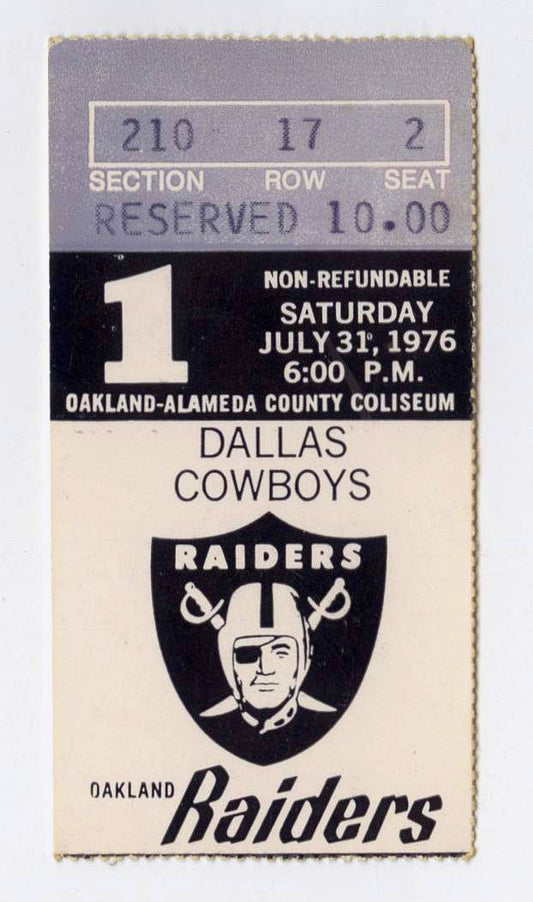 210 17 2
SECTION ROW SEAT
RESERVED 10.00
1
NON-REFUNDABLE
SATURDAY
JULY 31, 1976
6:00 P.M.
OAKLAND-ALAMEDA COUNTY COLISEUM
DALLAS
COWBOYS
RAIDERS
OAKLAND Raiders